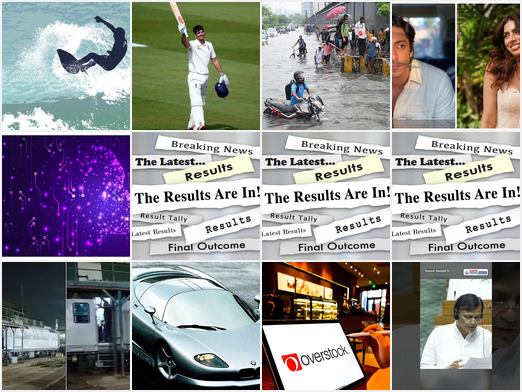 Breaking News
The Latest...
Results
The Results Are In!
Result Tally
Latest Results
Results
Final Outcome
Breaking News
The Latest...
Results
The Results Are In!
Result Tally
Latest Results
Results
Final Outcome
Breaking News
The Latest...
Results
The Results Are In!
Result Tally
Latest Results
Results
Final Outcome
Overstock